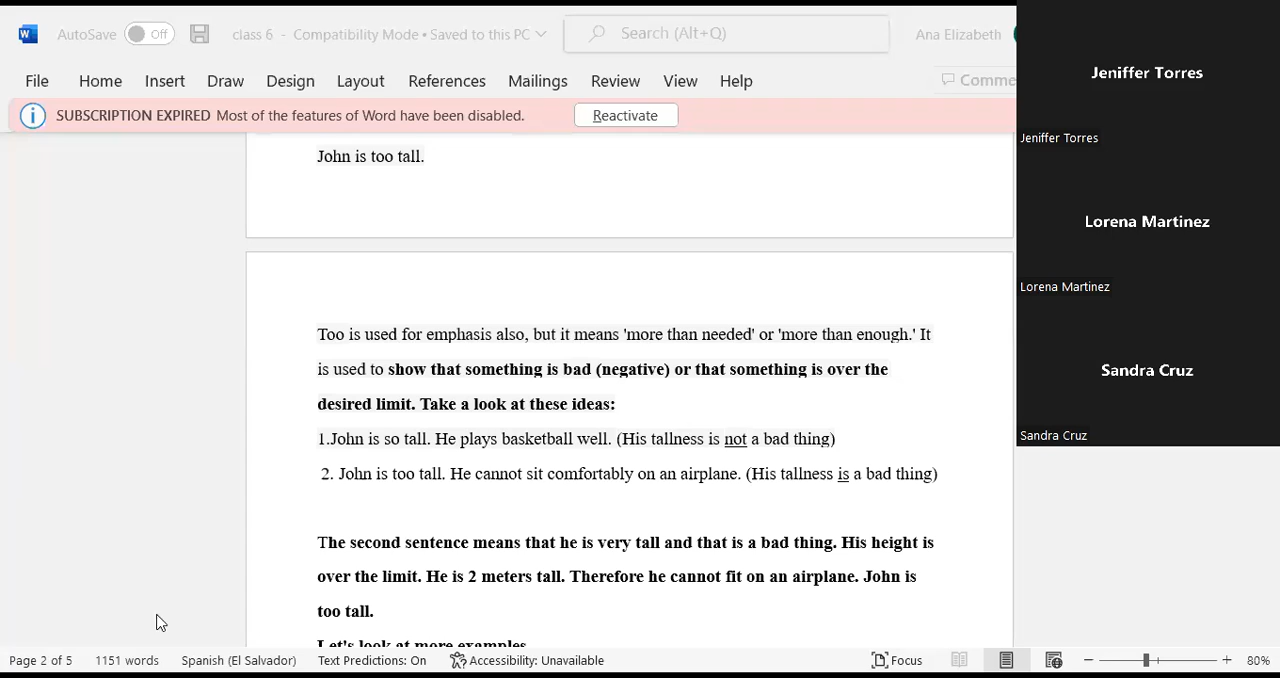 AutoSave Off class 6 - Compatibility Mode • Saved to this PC Search (Alt+Q) Ana Elizabeth
File Home Insert Draw Design Layout References Mailings Review View Help Comme
SUBSCRIPTION EXPIRED Most of the features of Word have been disabled. Reactivate
John is too tall.
Too is used for emphasis also, but it means 'more than needed' or 'more than enough.' It
is used to show that something is bad (negative) or that something is over the
desired limit. Take a look at these ideas:
1.John is so tall. He plays basketball well. (His tallness is not a bad thing)
2. John is too tall. He cannot sit comfortably on an airplane. (His tallness is a bad thing)
The second sentence means that he is very tall and that is a bad thing. His height is
over the limit. He is 2 meters tall. Therefore he cannot fit on an airplane. John is
too tall.
Let's look at more examples
Page 2 of 5 1151 words Spanish (El Salvador) Text Predictions: On Accessibility: Unavailable Focus 80%
Jeniffer Torres
Jeniffer Torres
Lorena Martinez
Lorena Martinez
Sandra Cruz
Sandra Cruz